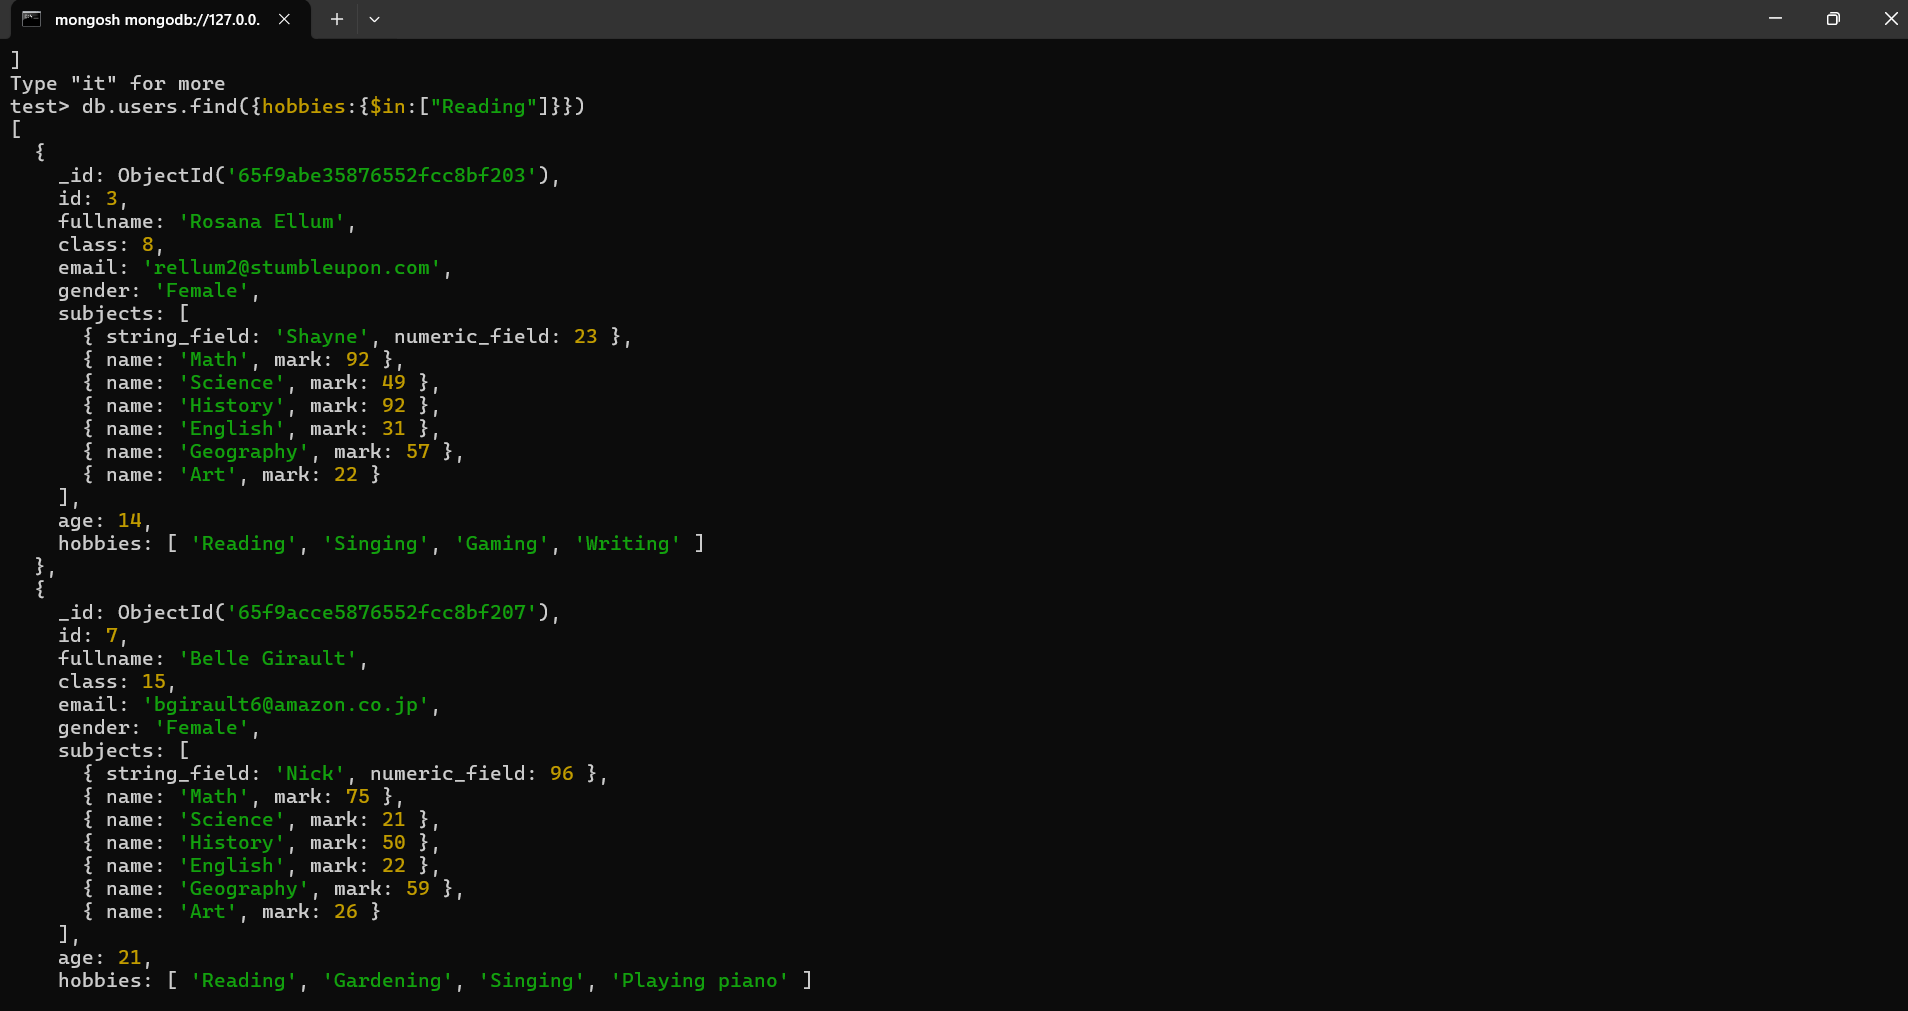 mongosh mongodb://127.0.0.
]
Type "it" for more
test> db.users.find({hobbies:{$in:["Reading"]}})
[
  {
    _id: ObjectId('65f9abe35876552fcc8bf203'),
    id: 3,
    fullname: 'Rosana Ellum',
    class: 8,
    email: 'rellum2@stumbleupon.com',
    gender: 'Female',
    subjects: [
      { string_field: 'Shayne', numeric_field: 23 },
      { name: 'Math', mark: 92 },
      { name: 'Science', mark: 49 },
      { name: 'History', mark: 92 },
      { name: 'English', mark: 31 },
      { name: 'Geography', mark: 57 },
      { name: 'Art', mark: 22 }
    ],
    age: 14,
    hobbies: [ 'Reading', 'Singing', 'Gaming', 'Writing' ]
  },
  {
    _id: ObjectId('65f9acce5876552fcc8bf207'),
    id: 7,
    fullname: 'Belle Girault',
    class: 15,
    email: 'bgirault6@amazon.co.jp',
    gender: 'Female',
    subjects: [
      { string_field: 'Nick', numeric_field: 96 },
      { name: 'Math', mark: 75 },
      { name: 'Science', mark: 21 },
      { name: 'History', mark: 50 },
      { name: 'English', mark: 22 },
      { name: 'Geography', mark: 59 },
      { name: 'Art', mark: 26 }
    ],
    age: 21,
    hobbies: [ 'Reading', 'Gardening', 'Singing', 'Playing piano' ]